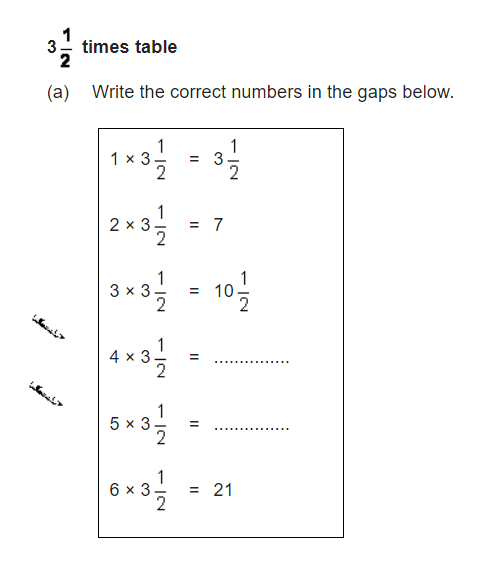 3 1/2 times table
(a) Write the correct numbers in the gaps below.
1 × 3 1/2 = 3 1/2
2 × 3 1/2 = 7
3 × 3 1/2 = 10 1/2
4 × 3 1/2 = ...............
5 × 3 1/2 = ...............
6 × 3 1/2 = 21